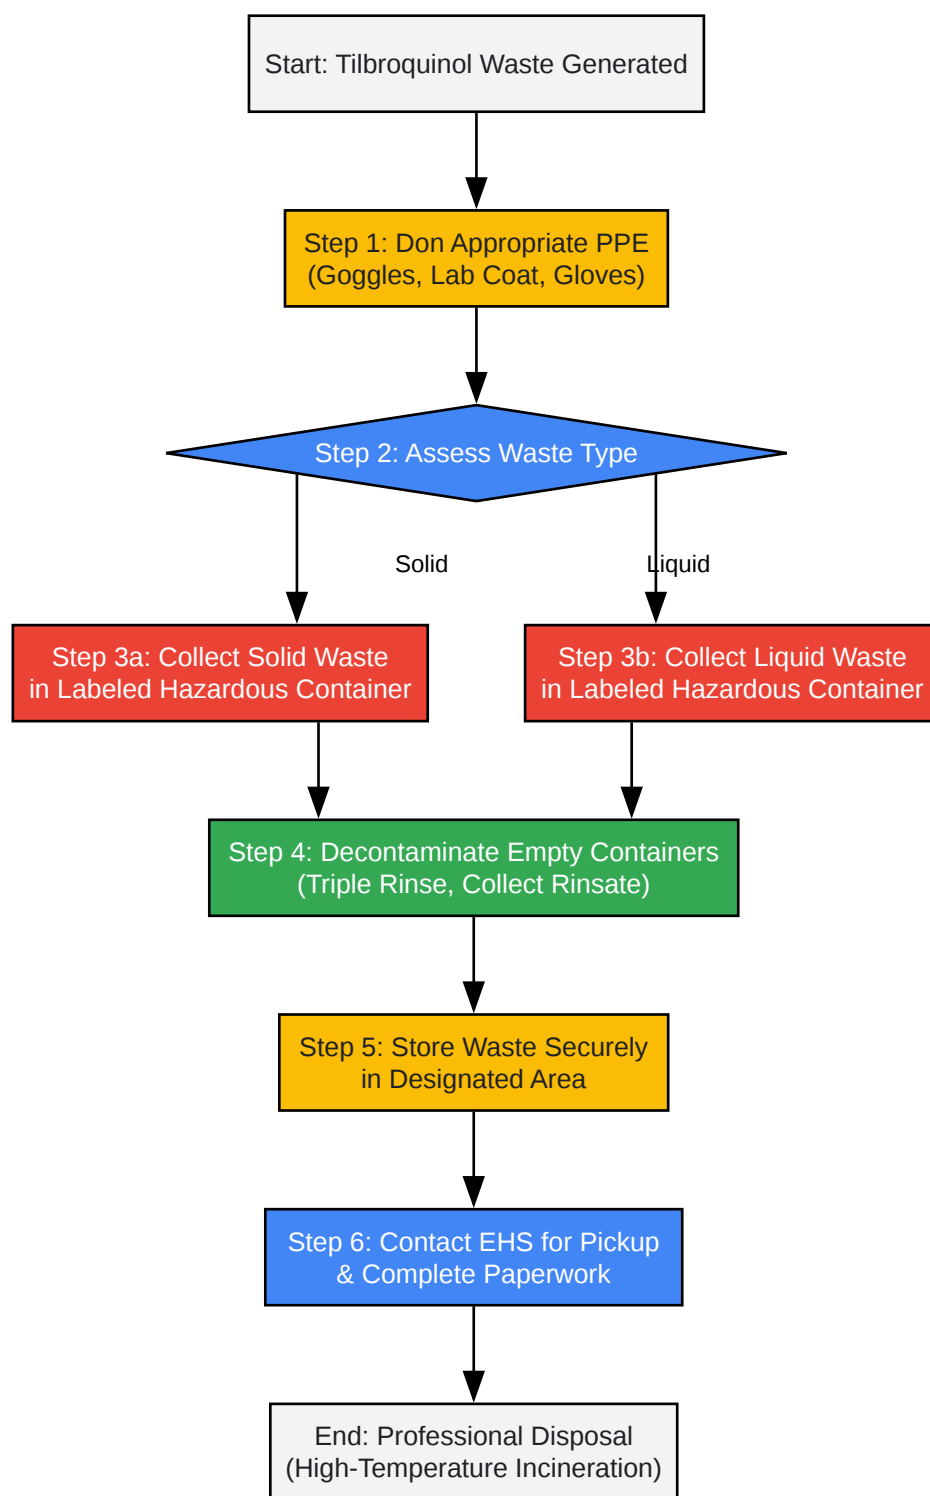 Start: Tilbroquinol Waste Generated
Step 1: Don Appropriate PPE
(Goggles, Lab Coat, Gloves)
Step 2: Assess Waste Type
Solid
Liquid
Step 3a: Collect Solid Waste
in Labeled Hazardous Container
Step 3b: Collect Liquid Waste
in Labeled Hazardous Container
Step 4: Decontaminate Empty Containers
(Triple Rinse, Collect Rinsate)
Step 5: Store Waste Securely
in Designated Area
Step 6: Contact EHS for Pickup
& Complete Paperwork
End: Professional Disposal
(High-Temperature Incineration)